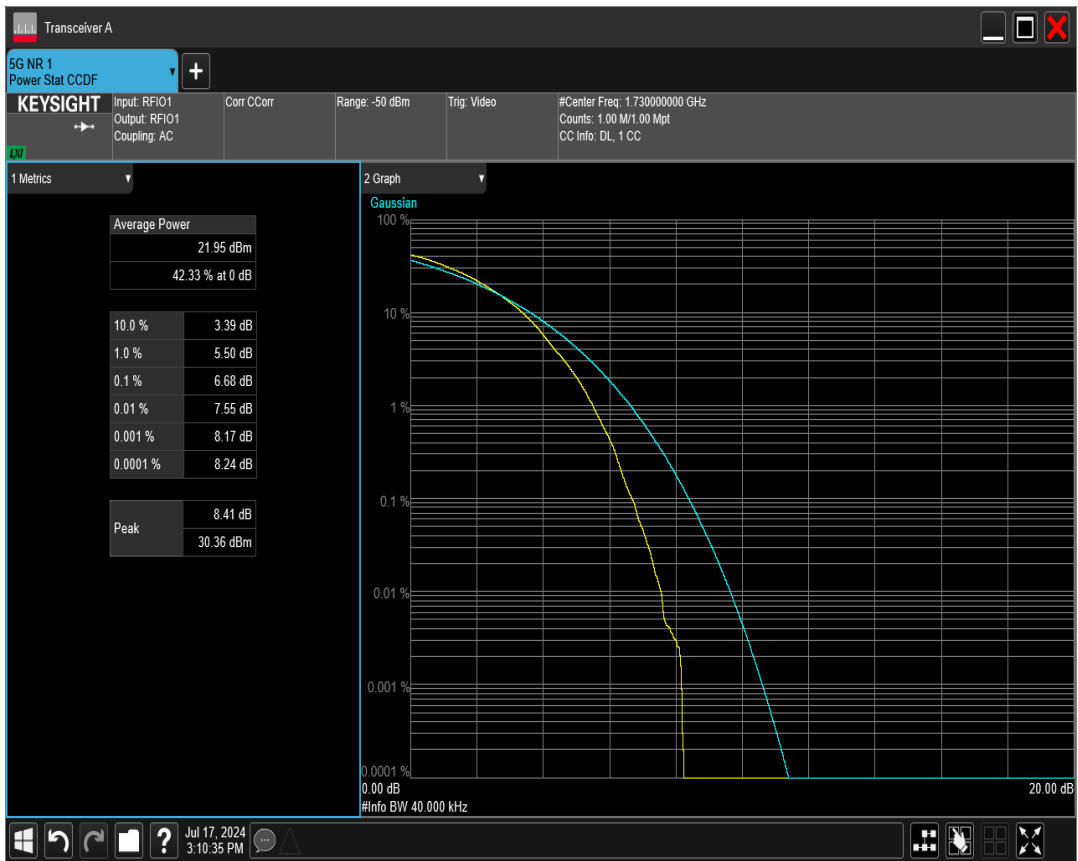 Transceiver A
5G NR 1
Power Stat CCDF
KEYSIGHT
LXI
Input: RFIO1
Output: RFIO1
Coupling: AC
Corr CCorr
Range: -50 dBm
Trig: Video
#Center Freq: 1.730000000 GHz
Counts: 1.00 M/1.00 Mpt
CC Info: DL, 1 CC
1 Metrics
Average Power
21.95 dBm
42.33 % at 0 dB
10.0 % 3.39 dB
1.0 % 5.50 dB
0.1 % 6.68 dB
0.01 % 7.55 dB
0.001 % 8.17 dB
0.0001 % 8.24 dB
Peak 8.41 dB
30.36 dBm
2 Graph
Gaussian
100 %
10 %
1 %
0.1 %
0.01 %
0.001 %
0.0001 %
0.00 dB 20.00 dB
#Info BW 40.000 kHz
?
Jul 17, 2024
3:10:35 PM